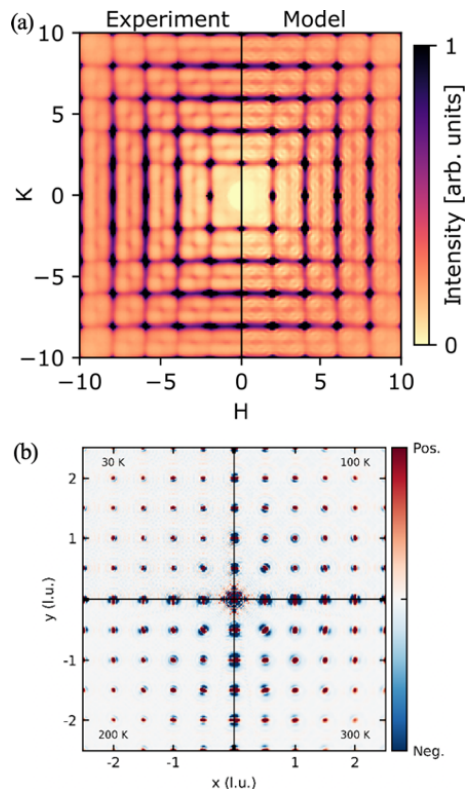 (a)
Experiment Model
10
5
0
−5
−10
K
−10 −5 0 5 10
H
1
0
Intensity [arb. units]
(b)
30 K 100 K
200 K 300 K
2
1
0
-1
-2
y (l.u.)
-2 -1 0 1 2
x (l.u.)
Pos.
Neg.